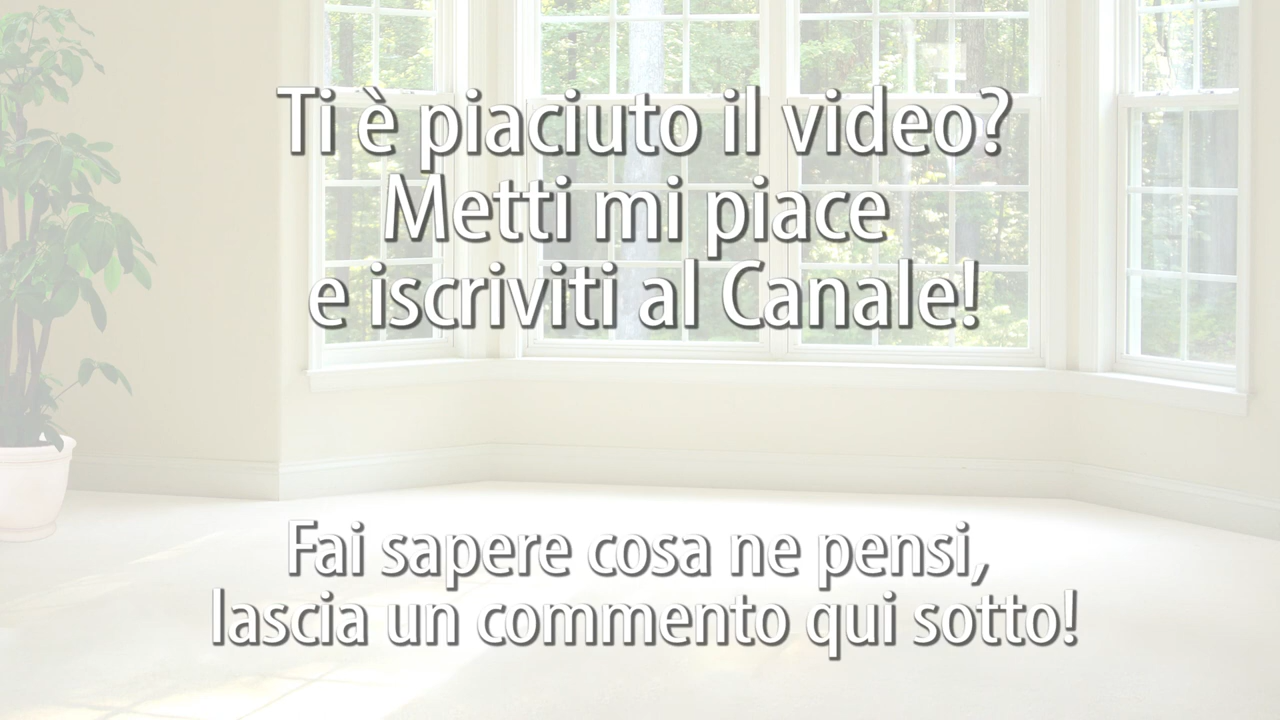 Ti è piaciuto il video?
Metti mi piace
e iscriviti al Canale!
Fai sapere cosa ne pensi,
lascia un commento qui sotto!